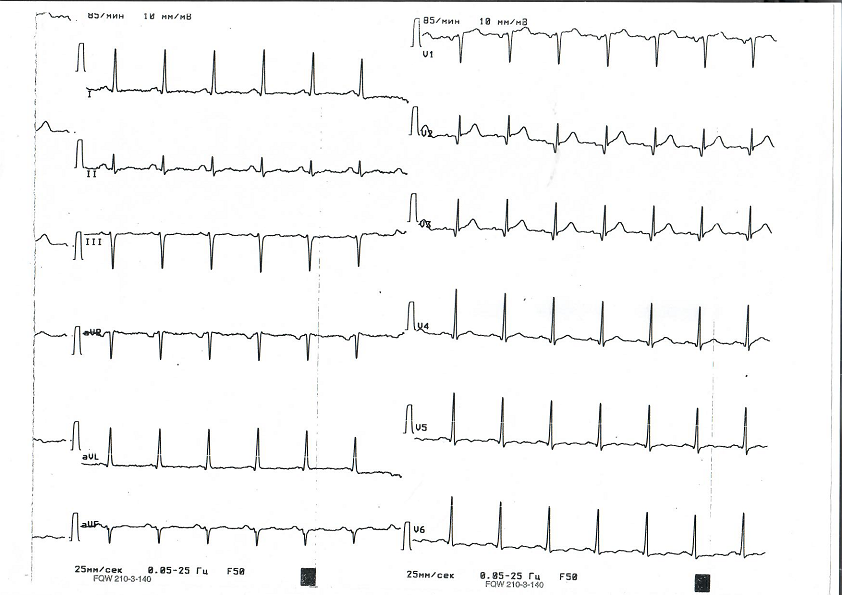 85/мин 10 мм/мВ
I
II
III
aVR
aVL
aVF
25мм/сек 0.05-25 Гц F50
FQW 210-3-140
85/мин 10 мм/мВ
V1
V2
V3
V4
V5
V6
25мм/сек 0.05-25 Гц F50
FQW 210-3-140